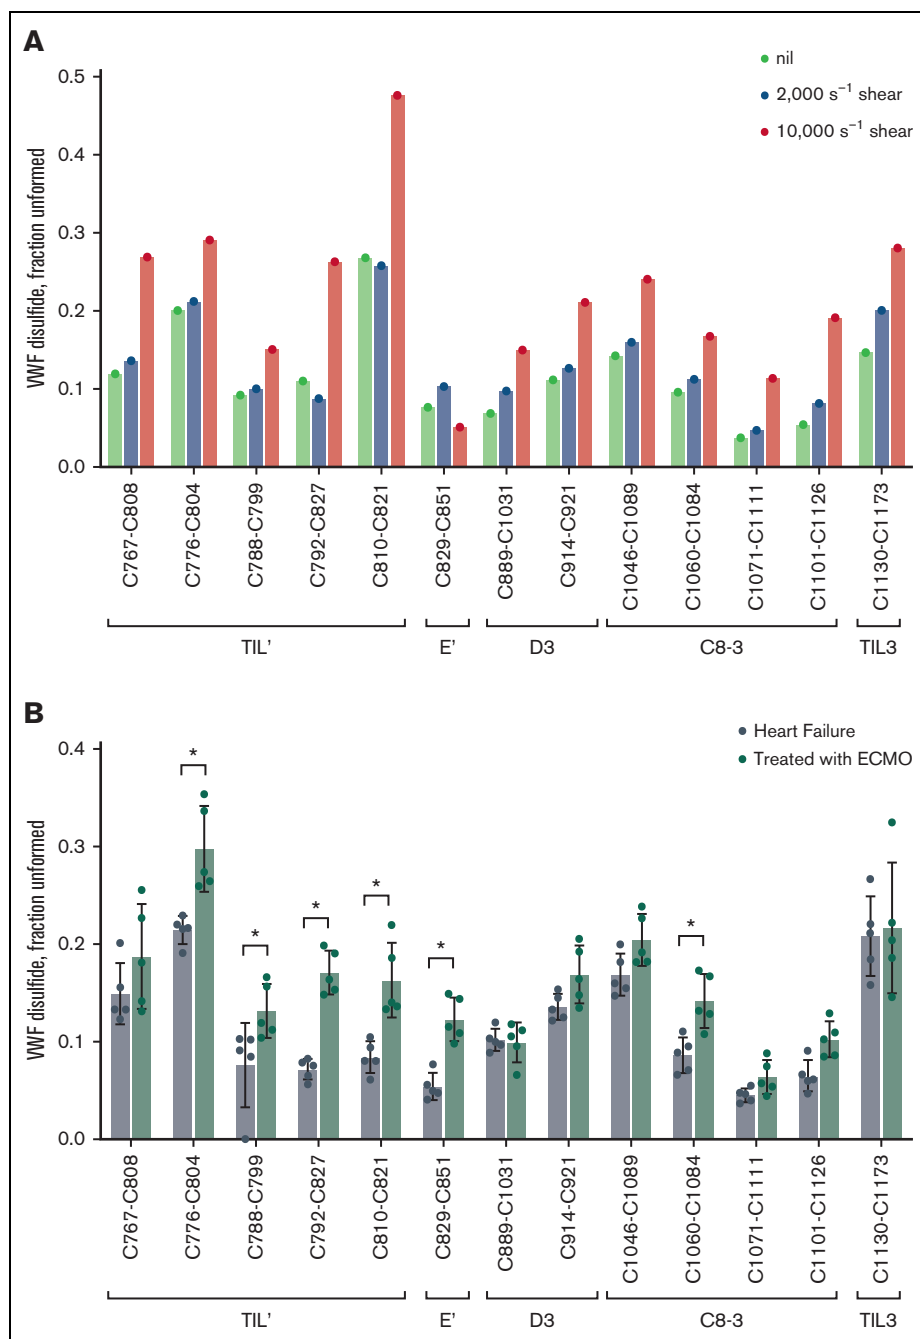 A
nil
2,000 s⁻¹ shear
10,000 s⁻¹ shear
VWF disulfide, fraction unformed
0.5
0.4
0.3
0.2
0.1
0.0
C767-C808
C776-C804
C788-C799
C792-C827
C810-C821
C829-C851
C889-C1031
C914-C921
C1046-C1089
C1060-C1084
C1071-C1111
C1101-C1126
C1130-C1173
TIL' E' D3 C8-3 TIL3
B
Heart Failure
Treated with ECMO
VWF disulfide, fraction unformed
0.4
0.3
0.2
0.1
0.0
* * * * * * *
C767-C808
C776-C804
C788-C799
C792-C827
C810-C821
C829-C851
C889-C1031
C914-C921
C1046-C1089
C1060-C1084
C1071-C1111
C1101-C1126
C1130-C1173
TIL' E' D3 C8-3 TIL3